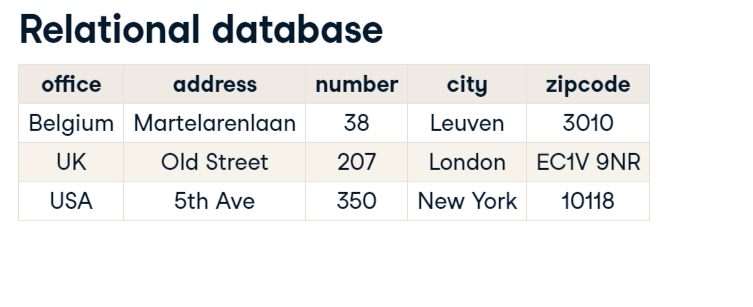 Relational database
office address number city zipcode
Belgium Martelarenlaan 38 Leuven 3010
UK Old Street 207 London EC1V 9NR
USA 5th Ave 350 New York 10118